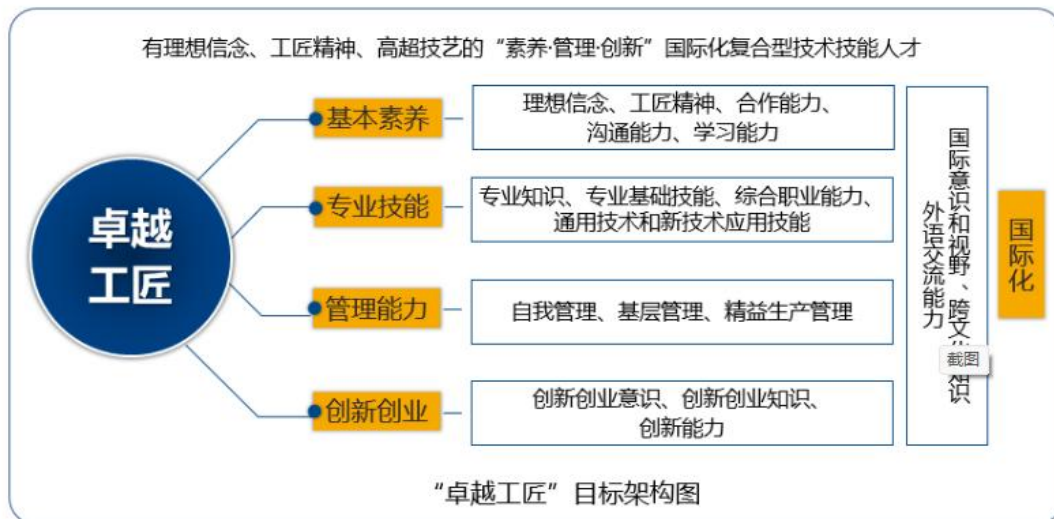 有理想信念、工匠精神、高超技艺的“素养·管理·创新”国际化复合型技术技能人才
卓越
工匠
基本素养
理想信念、工匠精神、合作能力、
沟通能力、学习能力
专业技能
专业知识、专业基础技能、综合职业能力、
通用技术和新技术应用技能
管理能力
自我管理、基层管理、精益生产管理
创新创业
创新创业意识、创新创业知识、
创新能力
国际意识和视野、跨文化知识、
外语交流能力
截图
国际化
“卓越工匠”目标架构图